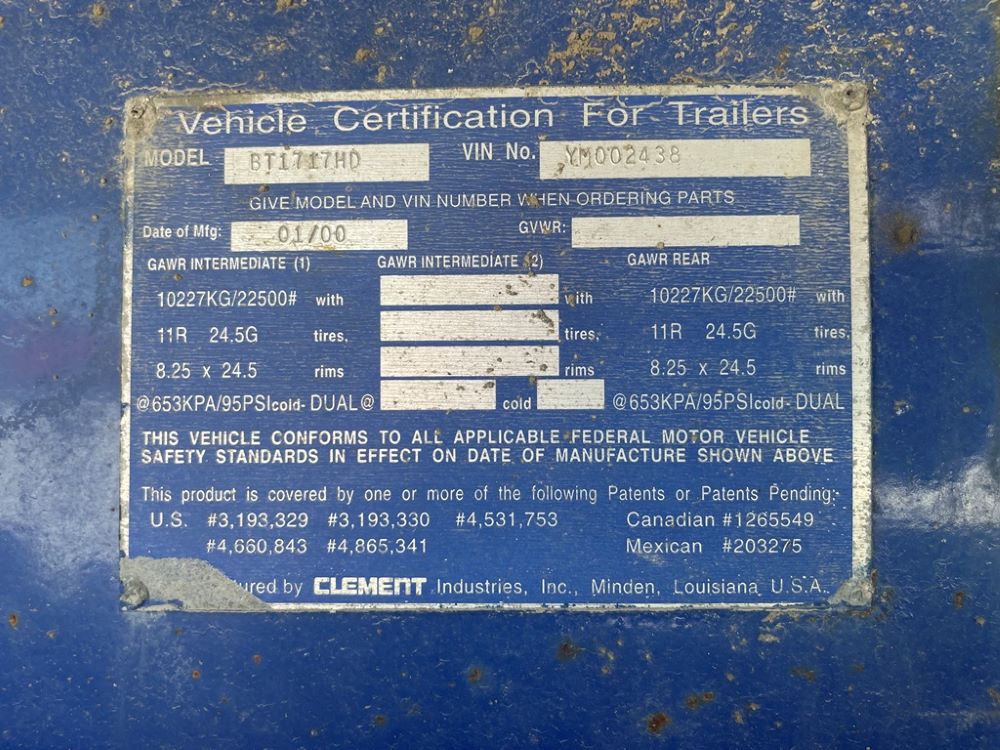 Vehicle Certification For Trailers
MODEL BT1717HD VIN No. YM002438
GIVE MODEL AND VIN NUMBER WHEN ORDERING PARTS
Date of Mfg: 01/00 GVWR:
GAWR INTERMEDIATE (1) GAWR INTERMEDIATE (2) GAWR REAR
10227KG/22500# with with 10227KG/22500# with
11R 24.5G tires. tires. 11R 24.5G tires.
8.25 x 24.5 rims rims 8.25 x 24.5 rims
@653KPA/95PSIcold- DUAL@ cold @653KPA/95PSIcold- DUAL
THIS VEHICLE CONFORMS TO ALL APPLICABLE FEDERAL MOTOR VEHICLE
SAFETY STANDARDS IN EFFECT ON DATE OF MANUFACTURE SHOWN ABOVE
This product is covered by one or more of the following Patents or Patents Pending:
U.S. #3,193,329 #3,193,330 #4,531,753 Canadian #1265549
#4,660,843 #4,865,341 Mexican #203275
by CLEMENT Industries, Inc., Minden, Louisiana U.S.A.